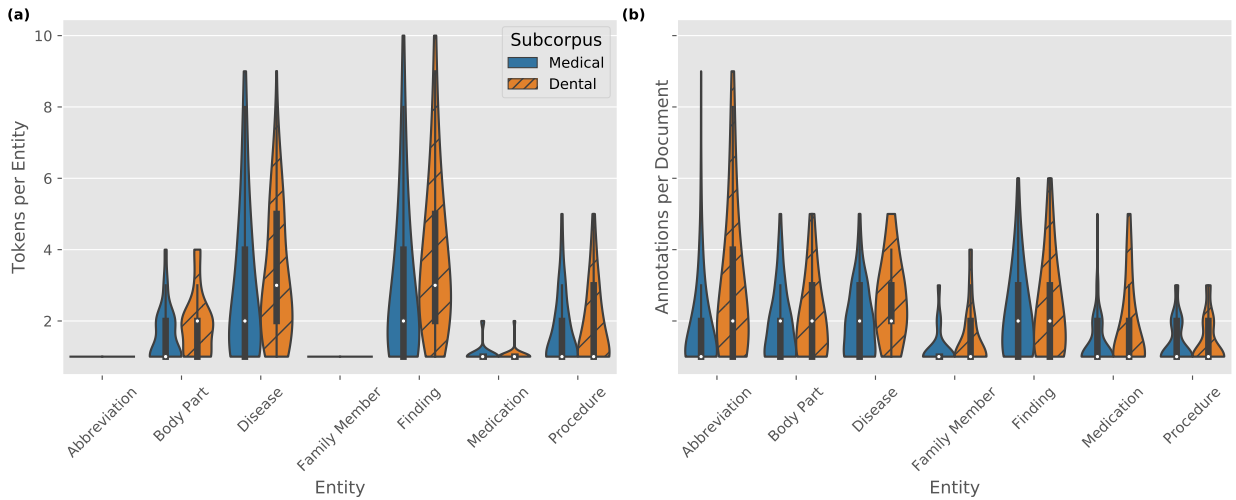 (a)
Tokens per Entity
10
8
6
4
2
Subcorpus
Medical
Dental
Abbreviation
Body Part
Disease
Family Member
Finding
Medication
Procedure
Entity
(b)
Annotations per Document
Abbreviation
Body Part
Disease
Family Member
Finding
Medication
Procedure
Entity